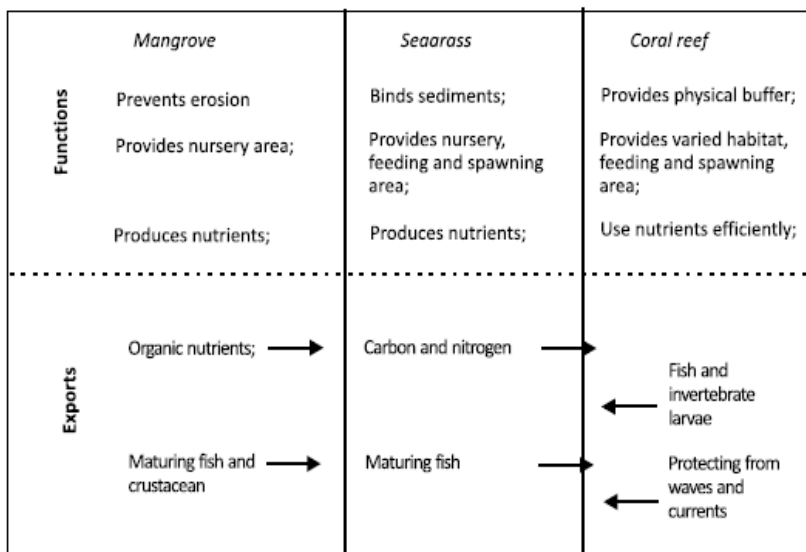 Mangrove
Seaarass
Coral reef
Functions
Prevents erosion
Binds sediments;
Provides physical buffer;
Provides nursery area;
Provides nursery,
feeding and spawning
area;
Provides varied habitat,
feeding and spawning
area;
Produces nutrients;
Produces nutrients;
Use nutrients efficiently;
Exports
Organic nutrients;
Carbon and nitrogen
Fish and
invertebrate
larvae
Maturing fish and
crustacean
Maturing fish
Protecting from
waves and
currents